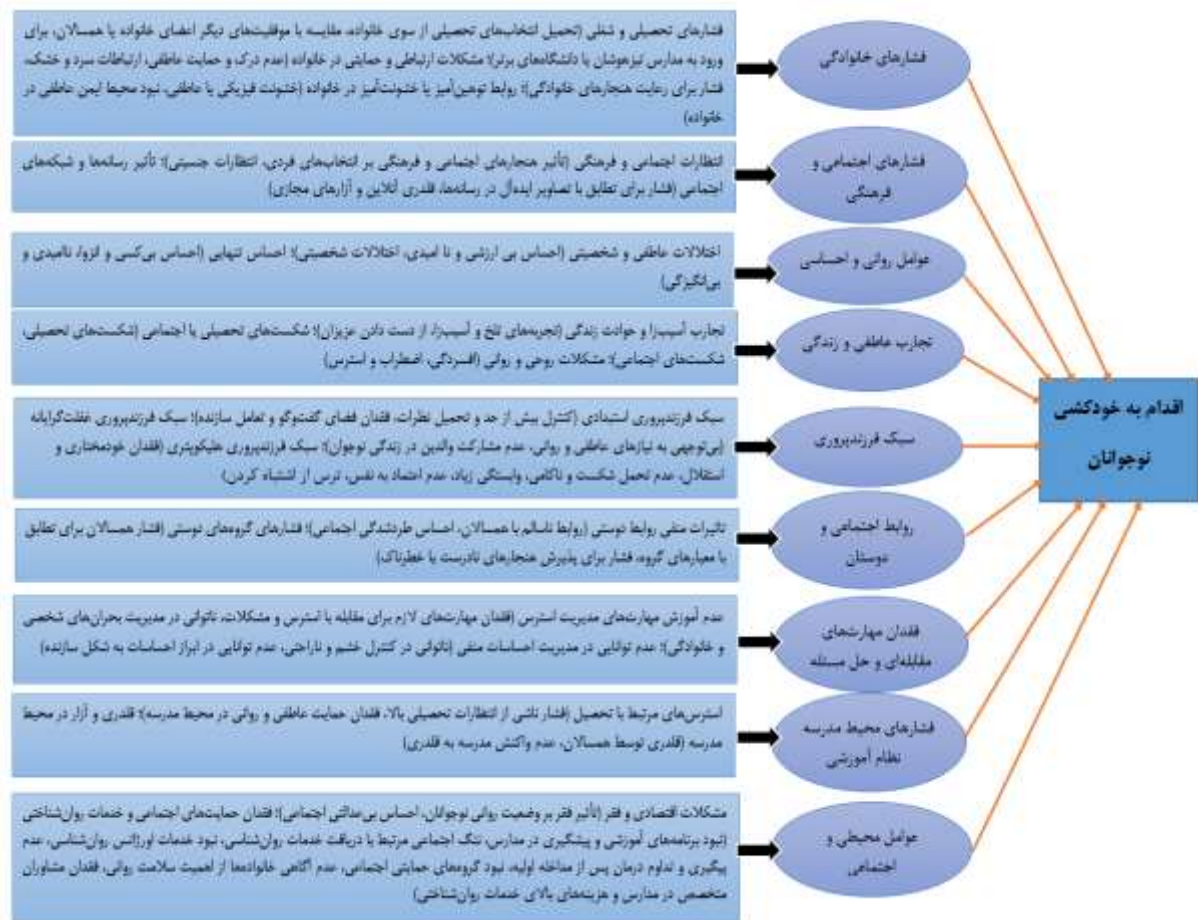 فشارهای تحصیلی و شغلی (تحمیل انتخاب‌های تحصیلی از سوی خانواده، مقایسه با موفقیت‌های دیگر اعضای خانواده یا همسالان، برای
ورود به مدارس تیزهوشان یا دانشگاه‌های برتر)؛ مشکلات ارتباطی و حمایتی در خانواده (عدم درک و حمایت عاطفی، ارتباطات سرد و خشک،
فشار برای رعایت هنجارهای خانوادگی)؛ روابط توهین‌آمیز یا خشونت‌آمیز در خانواده (خشونت فیزیکی یا عاطفی، نبود محیط ایمن عاطفی در
خانواده)
فشارهای خانوادگی
انتظارات اجتماعی و فرهنگی (تأثیر هنجارهای اجتماعی و فرهنگی بر انتخاب‌های فردی، انتظارات جنسیتی)؛ تأثیر رسانه‌ها و شبکه‌های
اجتماعی (فشار برای تطابق با تصاویر ایده‌آل در رسانه‌ها، قلدری آنلاین و آزارهای مجازی)
فشارهای اجتماعی و
فرهنگی
اختلالات عاطفی و شخصیتی (احساس بی ارزشی و نا امیدی، اختلالات شخصیتی)؛ احساس تنهایی (احساس بی‌کسی و انزوا، ناامیدی و
بی‌انگیزگی)
عوامل روانی و احساسی
تجارب آسیب‌زا و حوادث زندگی (تجربه‌های تلخ و آسیب‌زا، از دست دادن عزیزان)؛ شکست‌های تحصیلی یا اجتماعی (شکست‌های تحصیلی،
شکست‌های اجتماعی)؛ مشکلات روحی و روانی (افسردگی، اضطراب و استرس)
تجارب عاطفی و زندگی
سبک فرزندپروری استبدادی (کنترل بیش از حد و تحمیل نظرات، فقدان فضای گفت‌وگو و تعامل سازنده)؛ سبک فرزندپروری غفلت‌گرایانه
(بی‌توجهی به نیازهای عاطفی و روانی، عدم مشارکت والدین در زندگی نوجوان)؛ سبک فرزندپروری هلیکوپتری (فقدان خودمختاری و
استقلال، عدم تحمل شکست و ناکامی، وابستگی زیاد، عدم اعتماد به نفس، ترس از اشتباه کردن)
سبک فرزندپروری
تاثیرات منفی روابط دوستی (روابط ناسالم با همسالان، احساس طردشدگی اجتماعی)؛ فشارهای گروه‌های دوستی (فشار همسالان برای تطابق
با معیارهای گروه، فشار برای پذیرش هنجارهای نادرست یا خطرناک)
روابط اجتماعی و
دوستان
عدم آموزش مهارت‌های مدیریت استرس (فقدان مهارت‌های لازم برای مقابله با استرس و مشکلات، ناتوانی در مدیریت بحران‌های شخصی
و خانوادگی)؛ عدم توانایی در مدیریت احساسات منفی (ناتوانی در کنترل خشم و ناراحتی، عدم توانایی در ابراز احساسات به شکل سازنده)
فقدان مهارت‌های
مقابله‌ای و حل مسئله
استرس‌های مرتبط با تحصیل (فشار ناشی از انتظارات تحصیلی بالا، فقدان حمایت عاطفی و روانی در محیط مدرسه)؛ قلدری و آزار در محیط
مدرسه (قلدری توسط همسالان، عدم واکنش مدرسه به قلدری)
فشارهای محیط مدرسه
نظام آموزشی
مشکلات اقتصادی و فقر (تأثیر فقر بر وضعیت روانی نوجوانان، احساس بی‌عدالتی اجتماعی)؛ فقدان حمایت‌های اجتماعی و خدمات روان‌شناختی
(نبود برنامه‌های آموزشی و پیشگیری در مدارس، ننگ اجتماعی مرتبط با دریافت خدمات روان‌شناسی، نبود خدمات اورژانس روان‌شناسی، عدم
پیگیری و تداوم درمان پس از مداخله اولیه، نبود گروه‌های حمایتی اجتماعی، عدم آگاهی خانواده‌ها از اهمیت سلامت روانی، فقدان مشاوران
متخصص در مدارس و هزینه‌های بالای خدمات روان‌شناختی)
عوامل محیطی و
اجتماعی
اقدام به خودکشی
نوجوانان